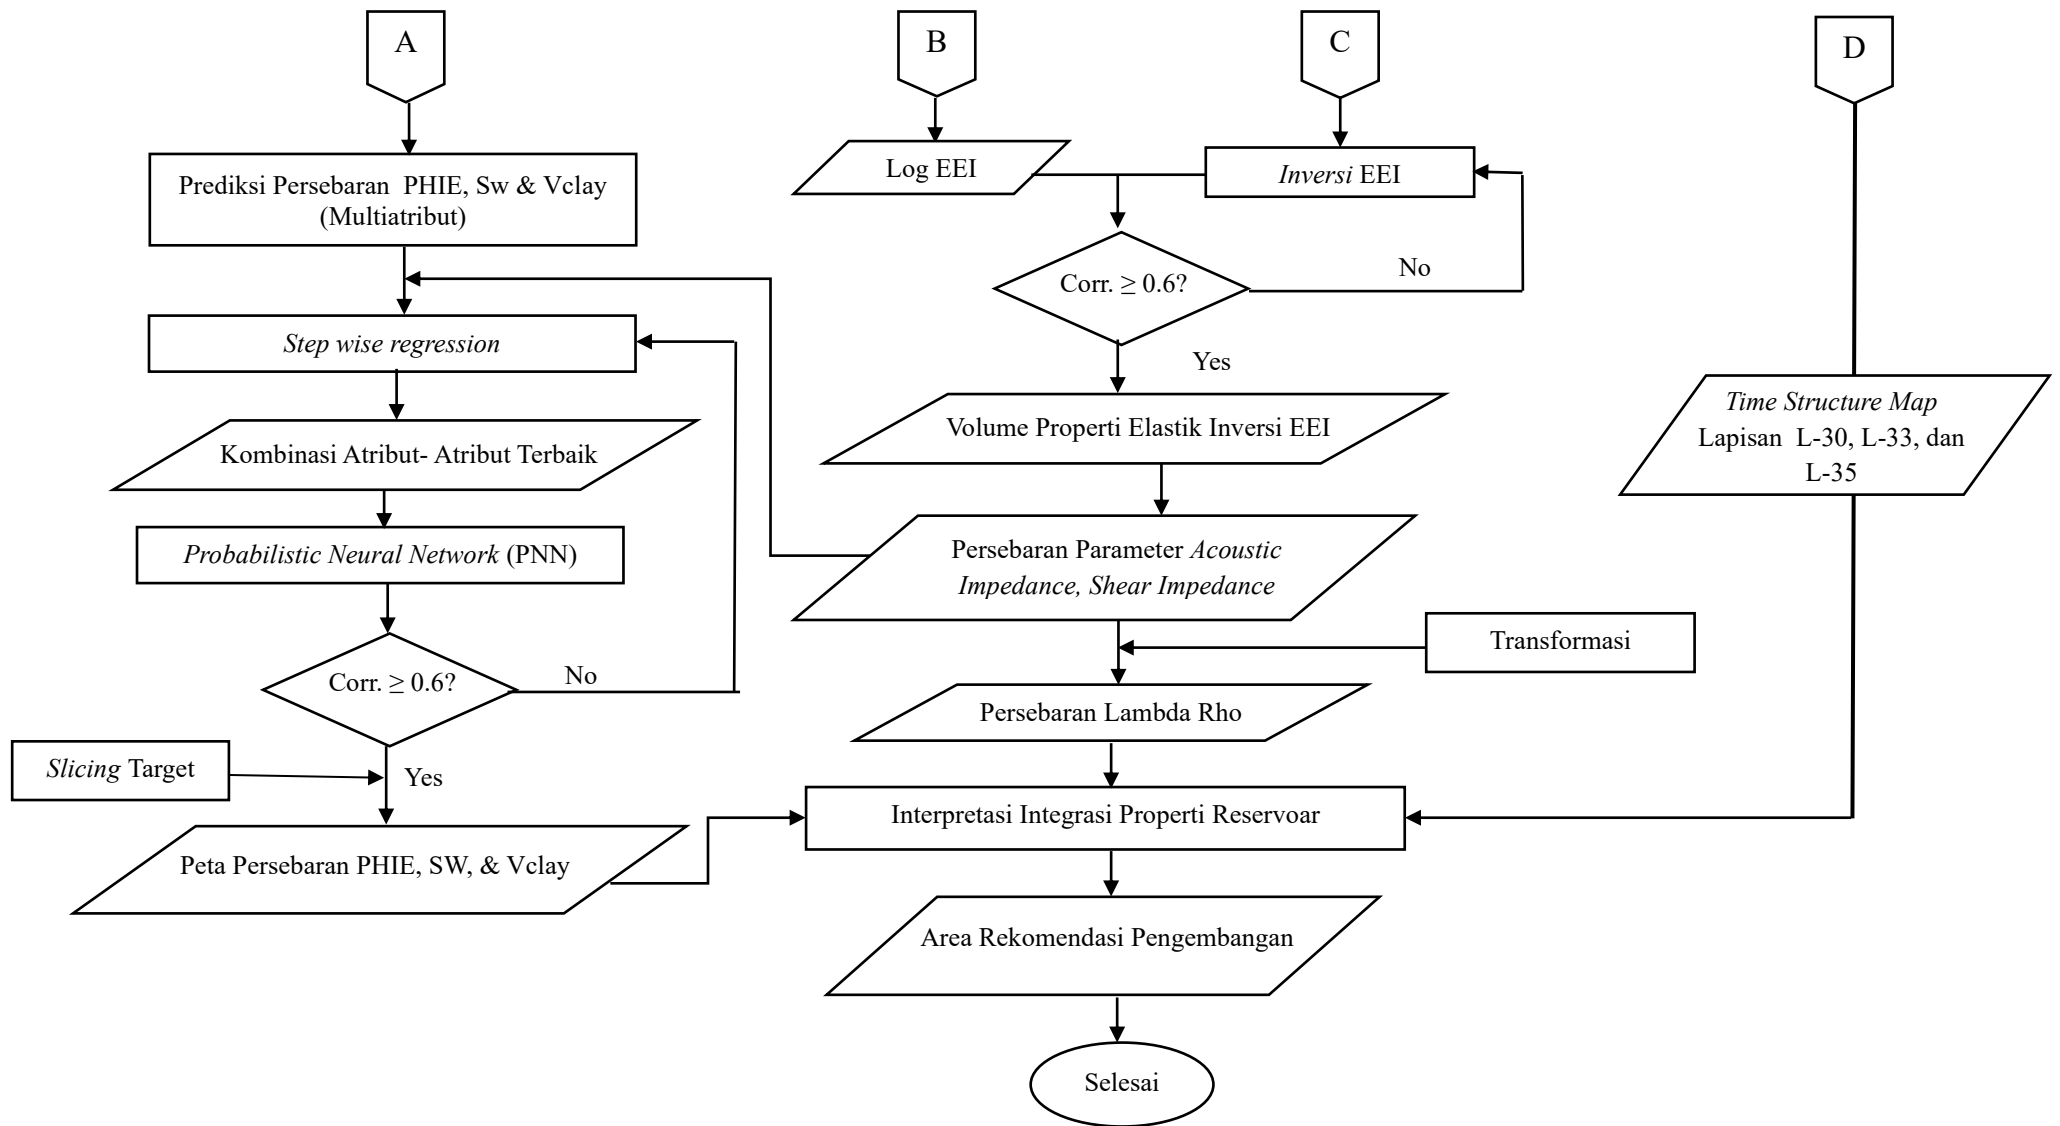 A
B
C
D
Prediksi Persebaran  PHIE, Sw & Vclay
(Multiatribut)
Step wise regression
Kombinasi Atribut- Atribut Terbaik
Probabilistic Neural Network (PNN)
Corr. ≥ 0.6?
No
Slicing Target
Yes
Peta Persebaran PHIE, SW, & Vclay
Log EEI
Inversi EEI
Corr. ≥ 0.6?
No
Yes
Volume Properti Elastik Inversi EEI
Persebaran Parameter Acoustic
Impedance, Shear Impedance
Transformasi
Persebaran Lambda Rho
Time Structure Map
Lapisan  L-30, L-33, dan
L-35
Interpretasi Integrasi Properti Reservoar
Area Rekomendasi Pengembangan
Selesai